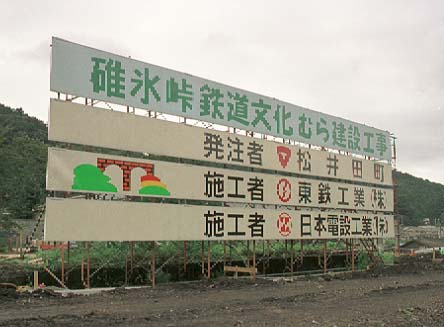 碓氷峠鉄道文化むら建設工事
発注者 松井田町
施工者 東鉄工業(株)
施工者 日本電設工業(株)